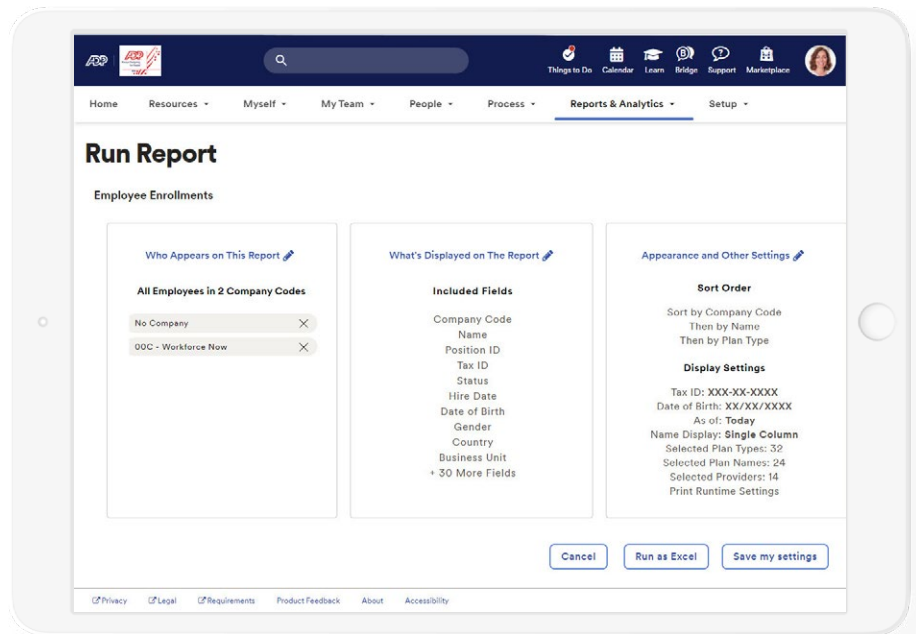 ADP
ADP
Things to Do
Calendar
Learn
Bridge
Support
Marketplace
Home
Resources
Myself
My Team
People
Process
Reports & Analytics
Setup
Run Report
Employee Enrollments
Who Appears on This Report
All Employees in 2 Company Codes
No Company
00C - Workforce Now
What's Displayed on The Report
Included Fields
Company Code
Name
Position ID
Tax ID
Status
Hire Date
Date of Birth
Gender
Country
Business Unit
+ 30 More Fields
Appearance and Other Settings
Sort Order
Sort by Company Code
Then by Name
Then by Plan Type
Display Settings
Tax ID: XXX-XX-XXXX
Date of Birth: XX/XX/XXXX
As of: Today
Name Display: Single Column
Selected Plan Types: 32
Selected Plan Names: 24
Selected Providers: 14
Print Runtime Settings
Cancel
Run as Excel
Save my settings
Privacy
Legal
Requirements
Product Feedback
About
Accessibility